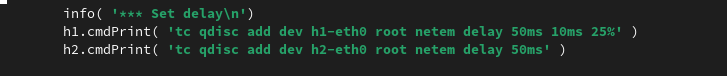 info( '*** Set delay\n')
h1.cmdPrint( 'tc qdisc add dev h1-eth0 root netem delay 50ms 10ms 25%' )
h2.cmdPrint( 'tc qdisc add dev h2-eth0 root netem delay 50ms' )